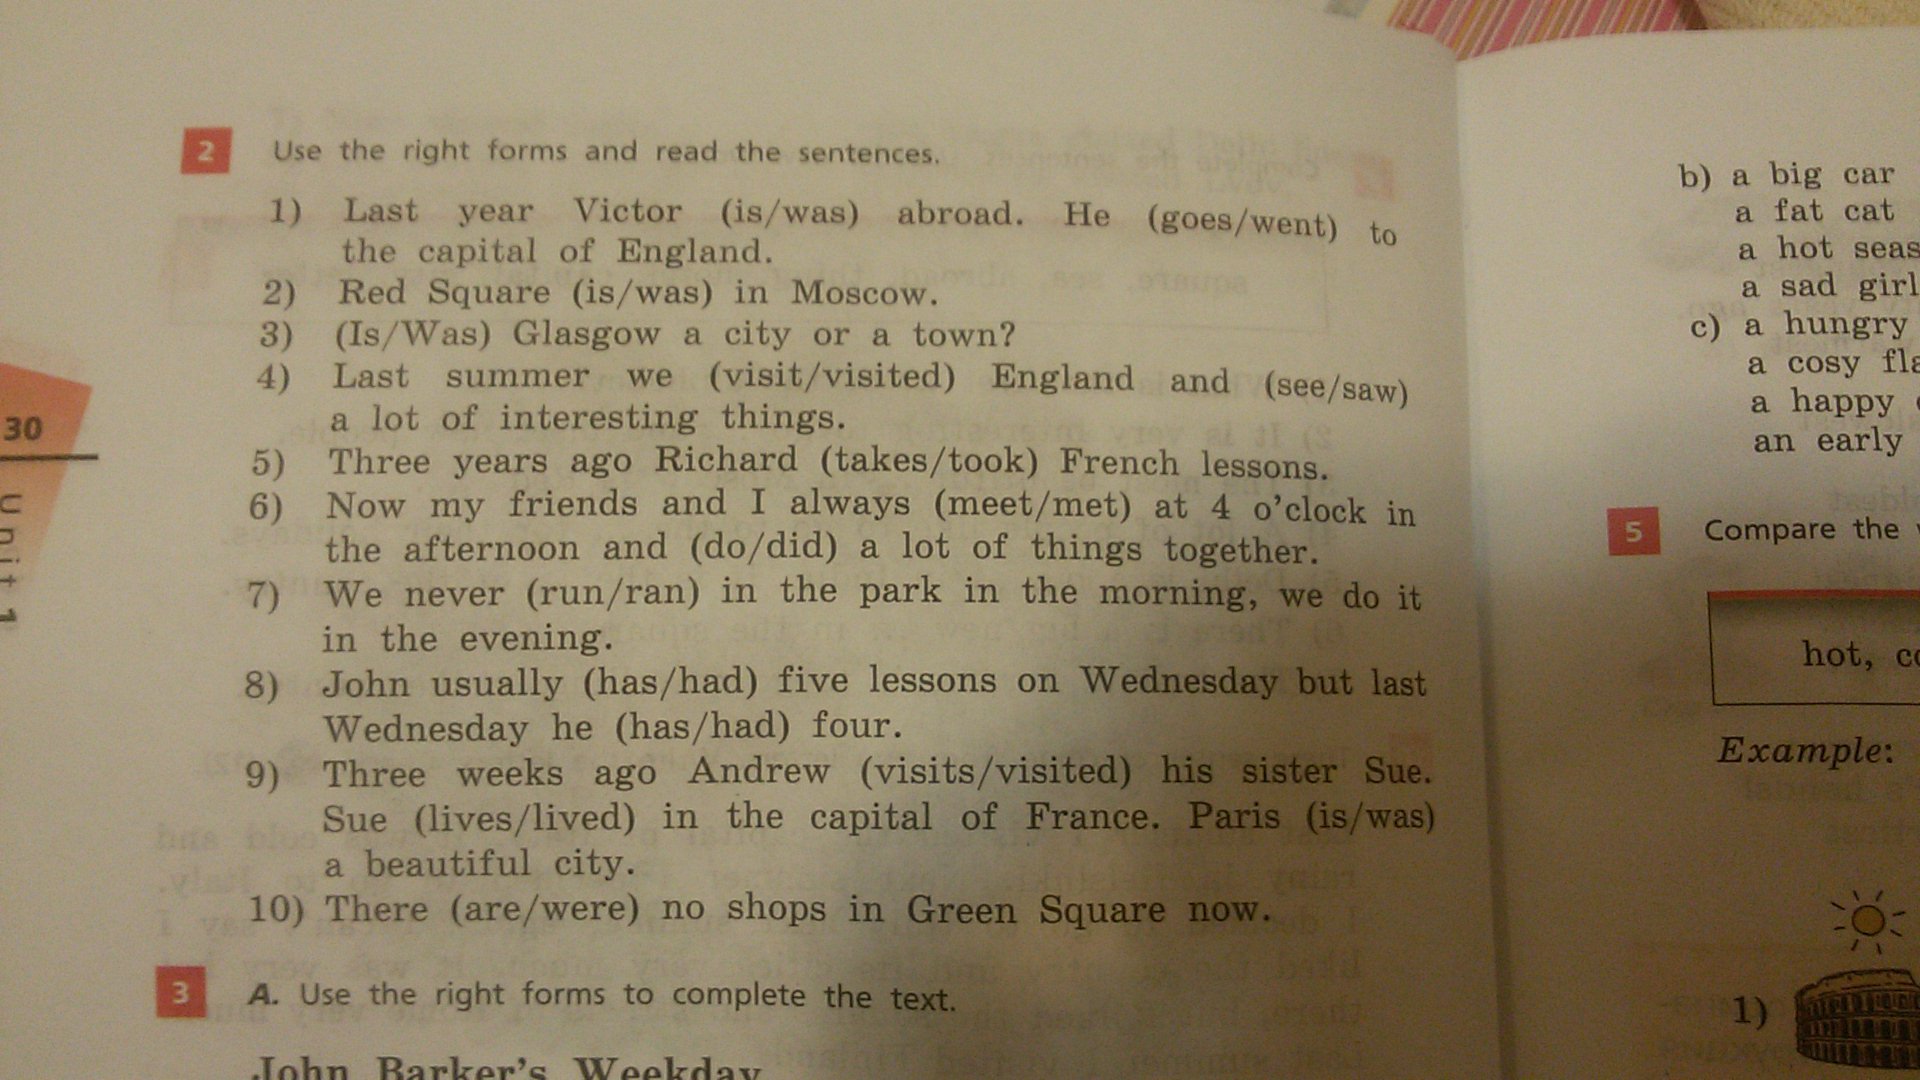 2 Use the right forms and read the sentences.
1) Last year Victor (is/was) abroad. He (goes/went) to
the capital of England.
2) Red Square (is/was) in Moscow.
3) (Is/Was) Glasgow a city or a town?
4) Last summer we (visit/visited) England and (see/saw)
a lot of interesting things.
5) Three years ago Richard (takes/took) French lessons.
6) Now my friends and I always (meet/met) at 4 o'clock in
the afternoon and (do/did) a lot of things together.
7) We never (run/ran) in the park in the morning, we do it
in the evening.
8) John usually (has/had) five lessons on Wednesday but last
Wednesday he (has/had) four.
9) Three weeks ago Andrew (visits/visited) his sister Sue.
Sue (lives/lived) in the capital of France. Paris (is/was)
a beautiful city.
10) There (are/were) no shops in Green Square now.
3 A. Use the right forms to complete the text.
John Barker's Weekday
30
Unit 1
b) a big car
a fat cat
a hot
a sad girl
c) a hungry
a cosy
a happy
an early
5 Compare the
hot,
Example:
1)